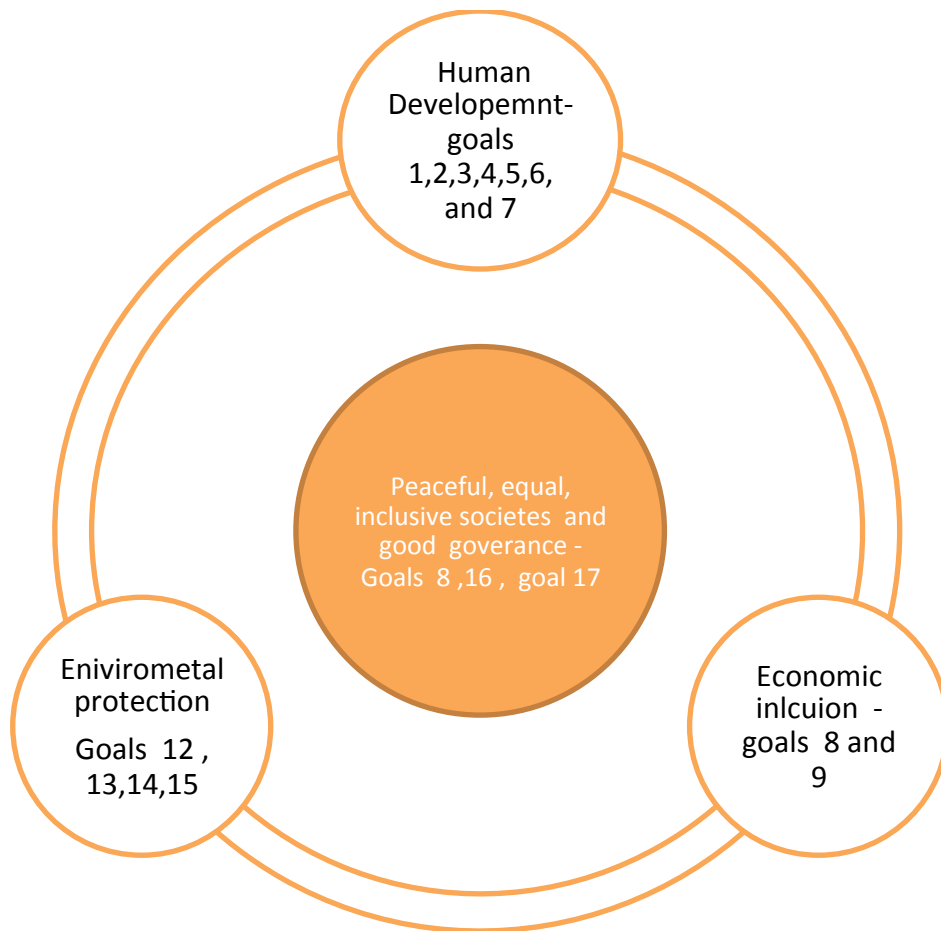 Human
Developemnt-
goals
1,2,3,4,5,6,
and 7
Peaceful, equal,
inclusive societes and
good goverance -
Goals 8 ,16 , goal 17
Enivirometal
protection
Goals 12 ,
13,14,15
Economic
inlcuion -
goals 8 and
9